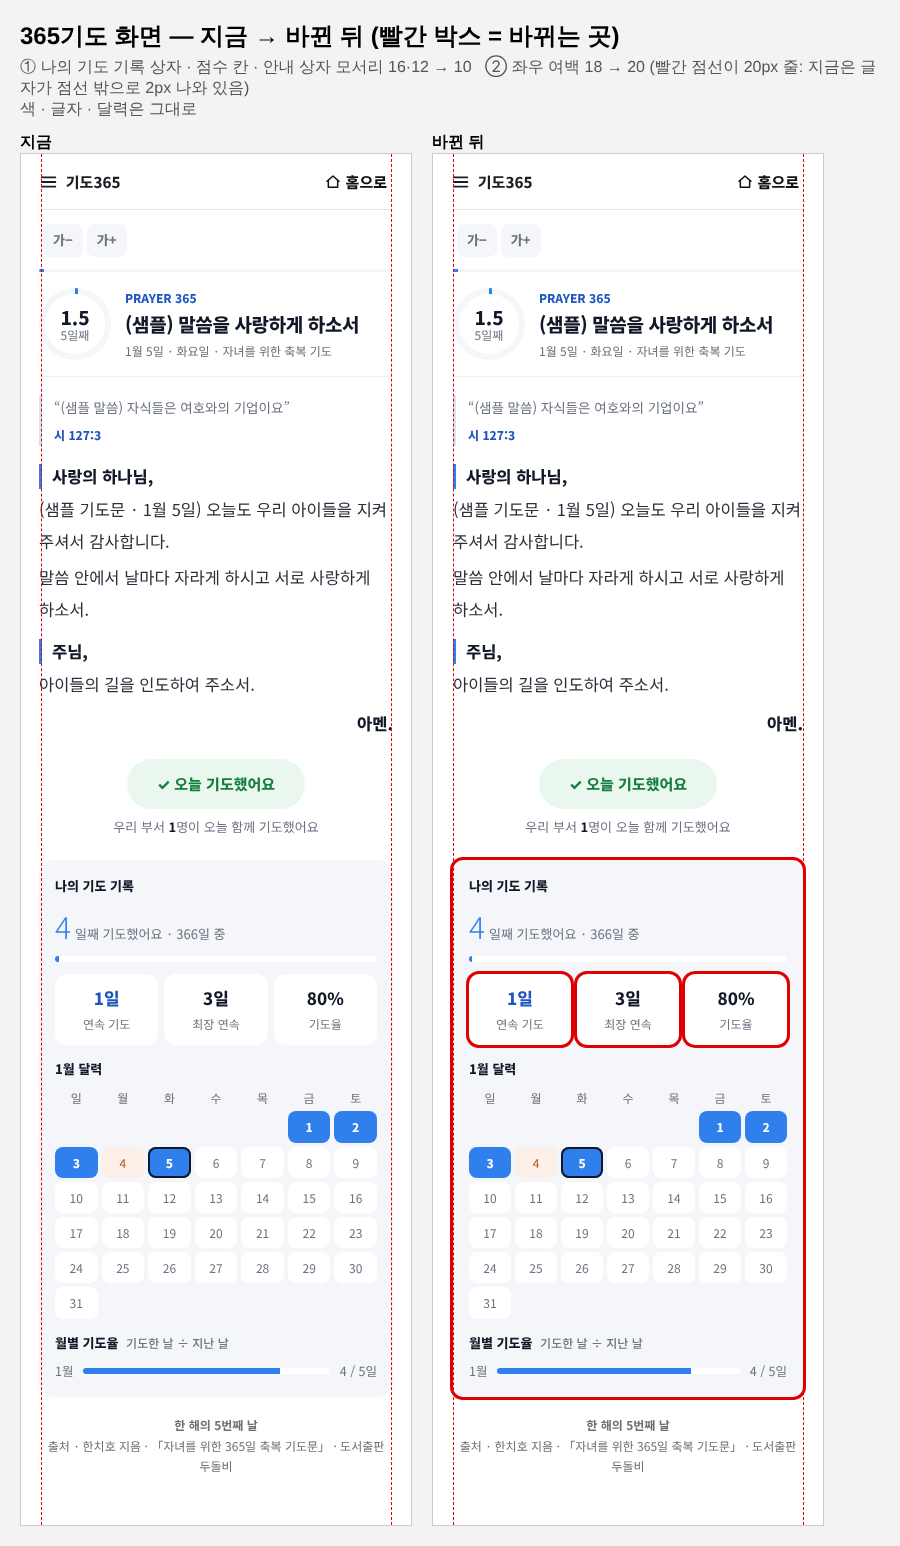 365기도 화면 — 지금 → 바뀐 뒤 (빨간 박스 = 바뀌는 곳)
① 나의 기도 기록 상자 · 점수 칸 · 안내 상자 모서리 16·12 → 10 ② 좌우 여백 18 → 20 (빨간 점선이 20px 줄: 지금은 글
자가 점선 밖으로 2px 나와 있음)
색 · 글자 · 달력은 그대로
지금
기도365
홈으로
가-
가+
1.5
5일째
PRAYER 365
(샘플) 말씀을 사랑하게 하소서
1월 5일 · 화요일 · 자녀를 위한 축복 기도
“(샘플 말씀) 자식들은 여호와의 기업이요”
시 127:3
사랑의 하나님,
(샘플 기도문 · 1월 5일) 오늘도 우리 아이들을 지켜
주셔서 감사합니다.
말씀 안에서 날마다 자라게 하시고 서로 사랑하게
하소서.
주님,
아이들의 길을 인도하여 주소서.
아멘.
✓ 오늘 기도했어요
우리 부서 1명이 오늘 함께 기도했어요
나의 기도 기록
4 일째 기도했어요 · 366일 중
1일 3일 80%
연속 기도 최장 연속 기도율
1월 달력
일 월 화 수 목 금 토
1 2
3 4 5 6 7 8 9
10 11 12 13 14 15 16
17 18 19 20 21 22 23
24 25 26 27 28 29 30
31
월별 기도율 기도한 날 ÷ 지난 날
1월 4 / 5일
한 해의 5번째 날
출처 · 한치호 지음 · 「자녀를 위한 365일 축복 기도문」 · 도서출판
두돌비
바뀐 뒤
기도365
홈으로
가-
가+
1.5
5일째
PRAYER 365
(샘플) 말씀을 사랑하게 하소서
1월 5일 · 화요일 · 자녀를 위한 축복 기도
“(샘플 말씀) 자식들은 여호와의 기업이요”
시 127:3
사랑의 하나님,
(샘플 기도문 · 1월 5일) 오늘도 우리 아이들을 지켜
주셔서 감사합니다.
말씀 안에서 날마다 자라게 하시고 서로 사랑하게
하소서.
주님,
아이들의 길을 인도하여 주소서.
아멘.
✓ 오늘 기도했어요
우리 부서 1명이 오늘 함께 기도했어요
나의 기도 기록
4 일째 기도했어요 · 366일 중
1일 3일 80%
연속 기도 최장 연속 기도율
1월 달력
일 월 화 수 목 금 토
1 2
3 4 5 6 7 8 9
10 11 12 13 14 15 16
17 18 19 20 21 22 23
24 25 26 27 28 29 30
31
월별 기도율 기도한 날 ÷ 지난 날
1월 4 / 5일
한 해의 5번째 날
출처 · 한치호 지음 · 「자녀를 위한 365일 축복 기도문」 · 도서출판
두돌비